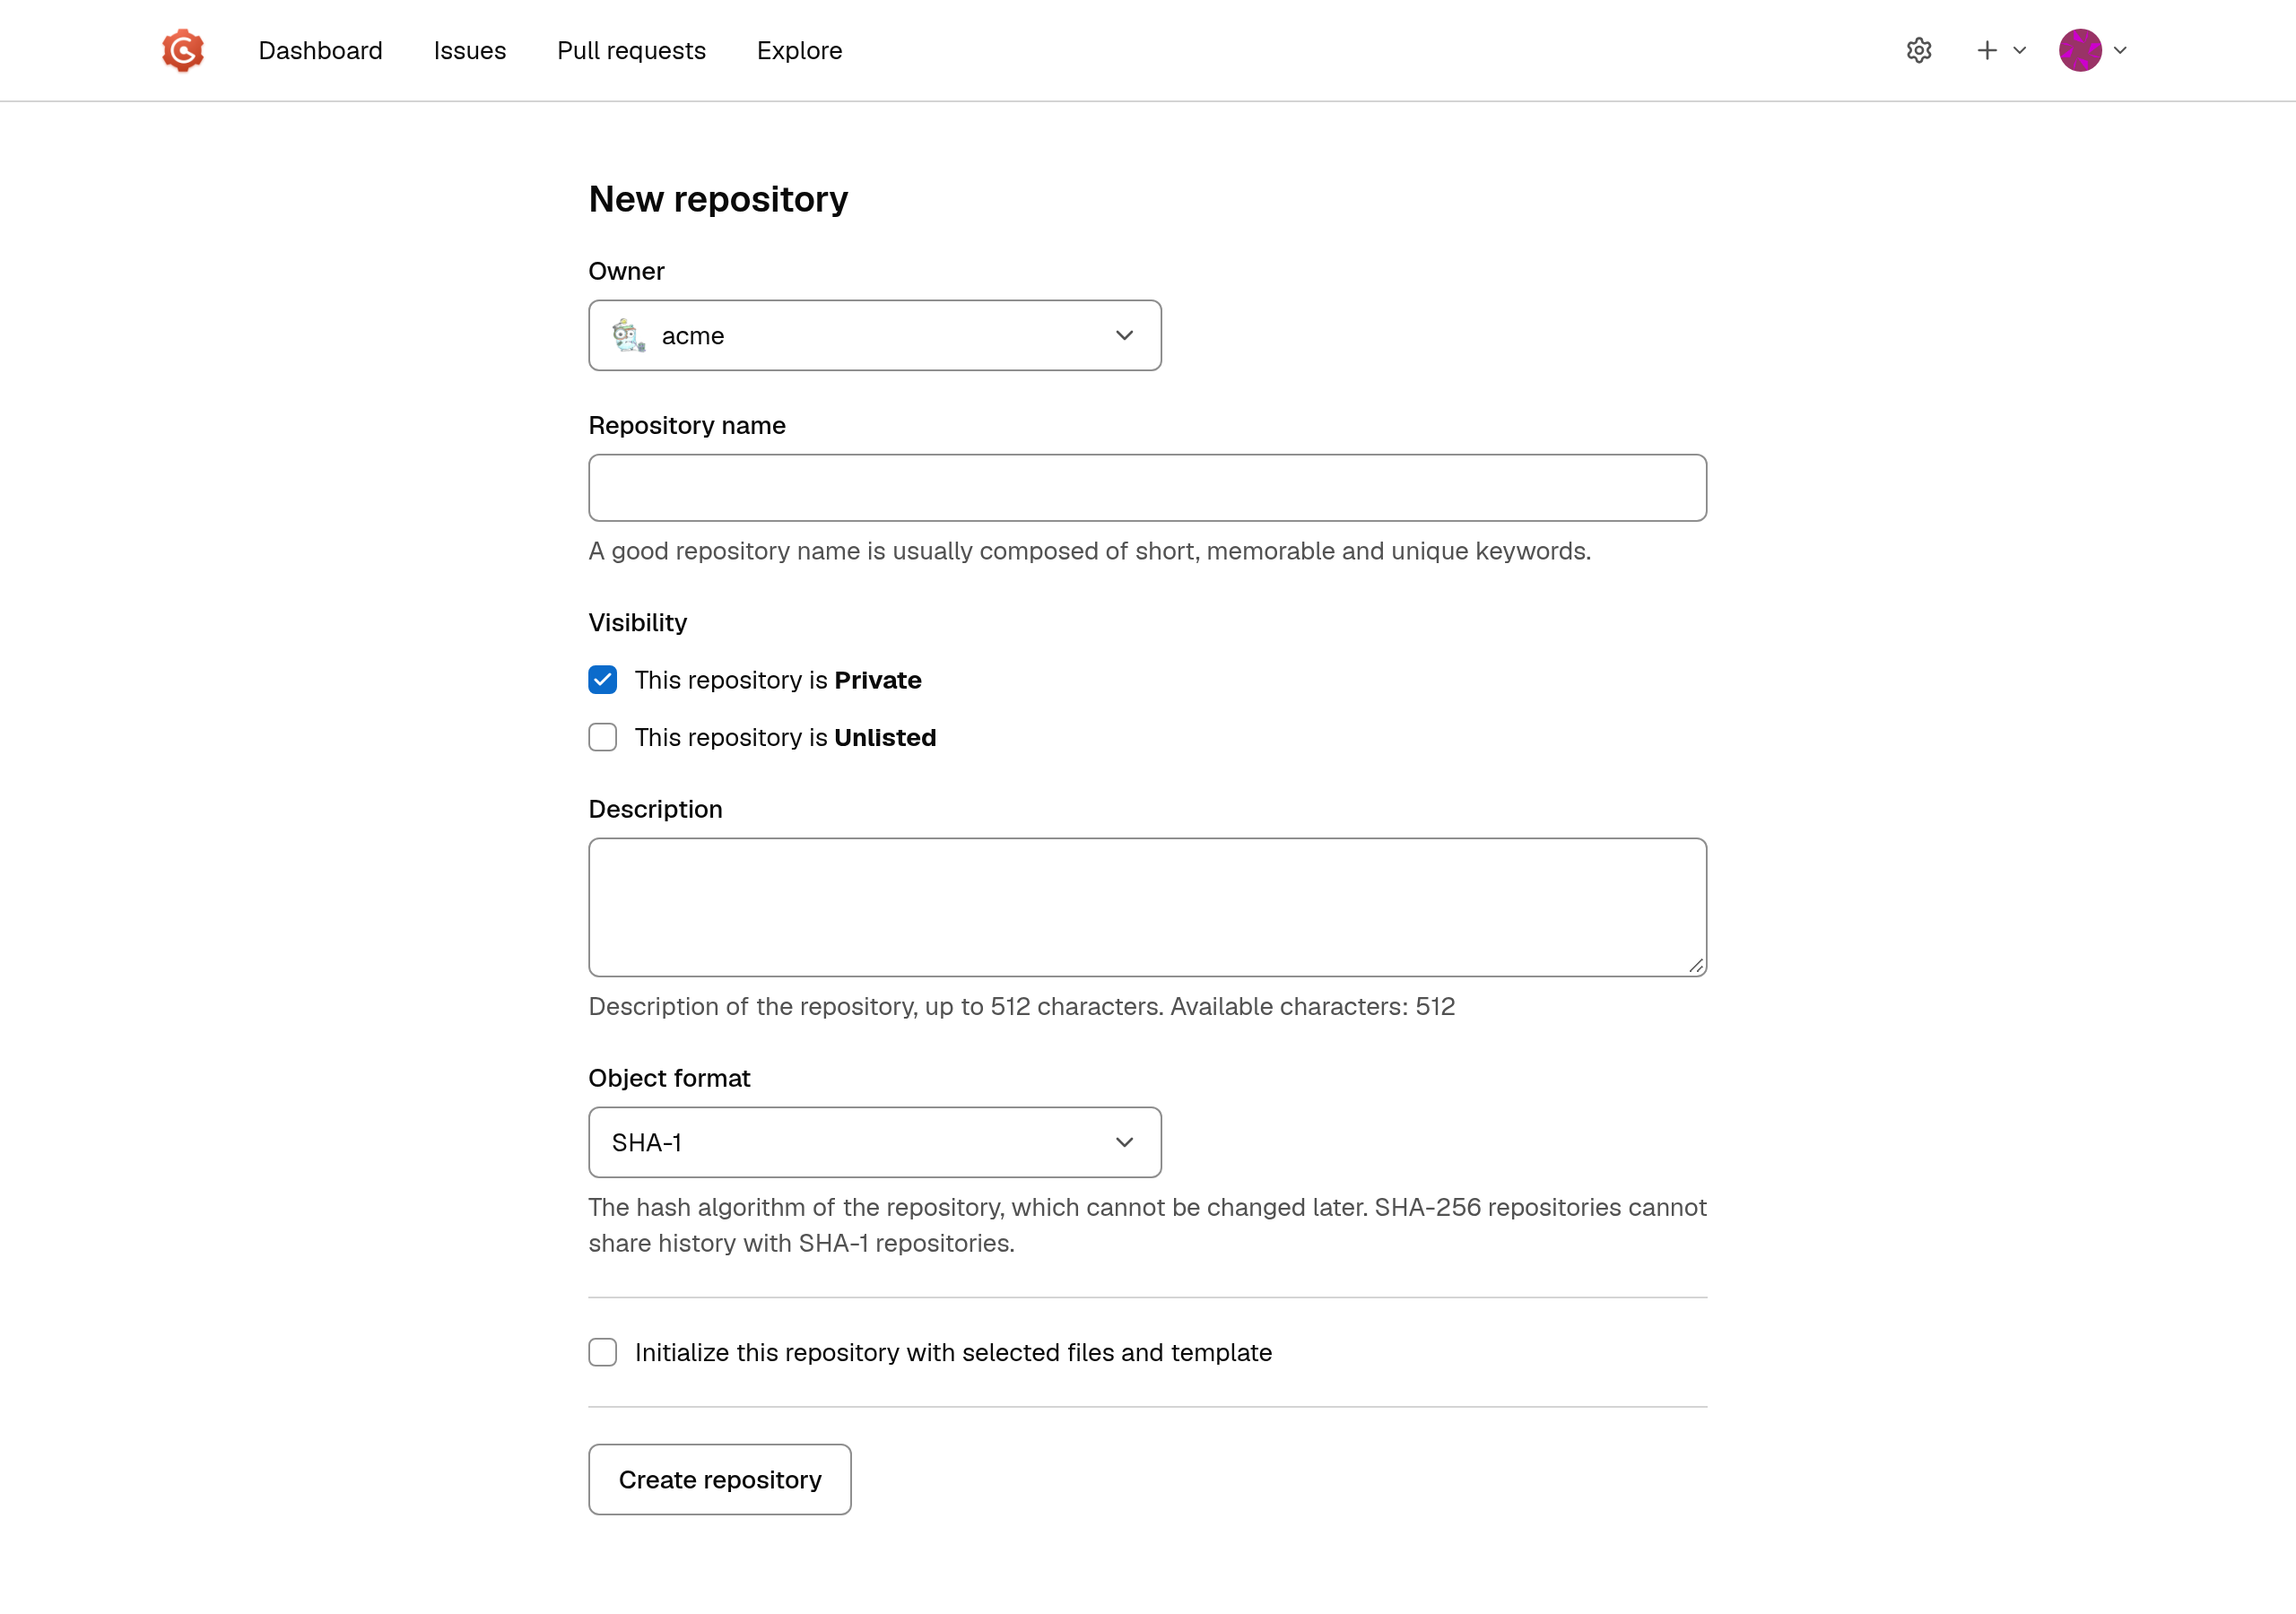 Dashboard Issues Pull requests Explore
New repository
Owner
acme
Repository name
A good repository name is usually composed of short, memorable and unique keywords.
Visibility
This repository is Private
This repository is Unlisted
Description
Description of the repository, up to 512 characters. Available characters: 512
Object format
SHA-1
The hash algorithm of the repository, which cannot be changed later. SHA-256 repositories cannot
share history with SHA-1 repositories.
Initialize this repository with selected files and template
Create repository